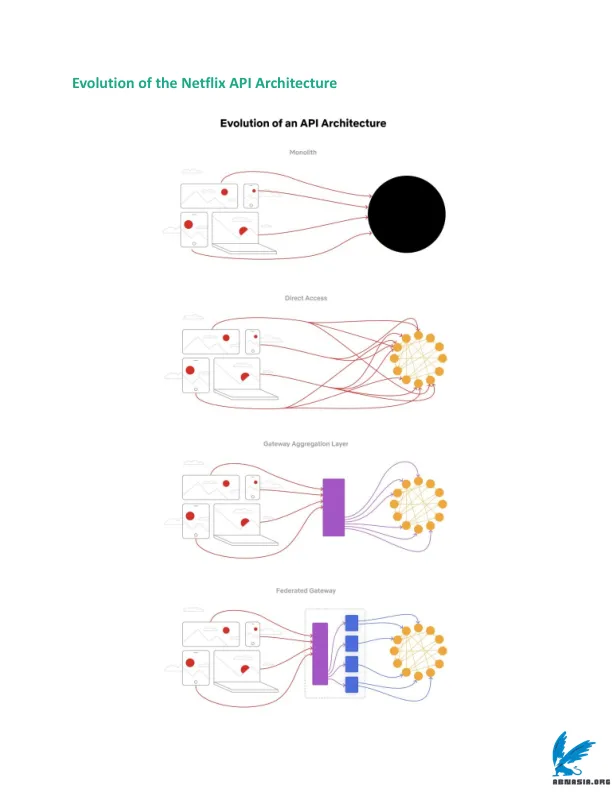 Evolution of the Netflix API Architecture
Evolution of an API Architecture
Monolith
Direct Access
Gateway Aggregation Layer
Federated Gateway
ABNASIA.ORG